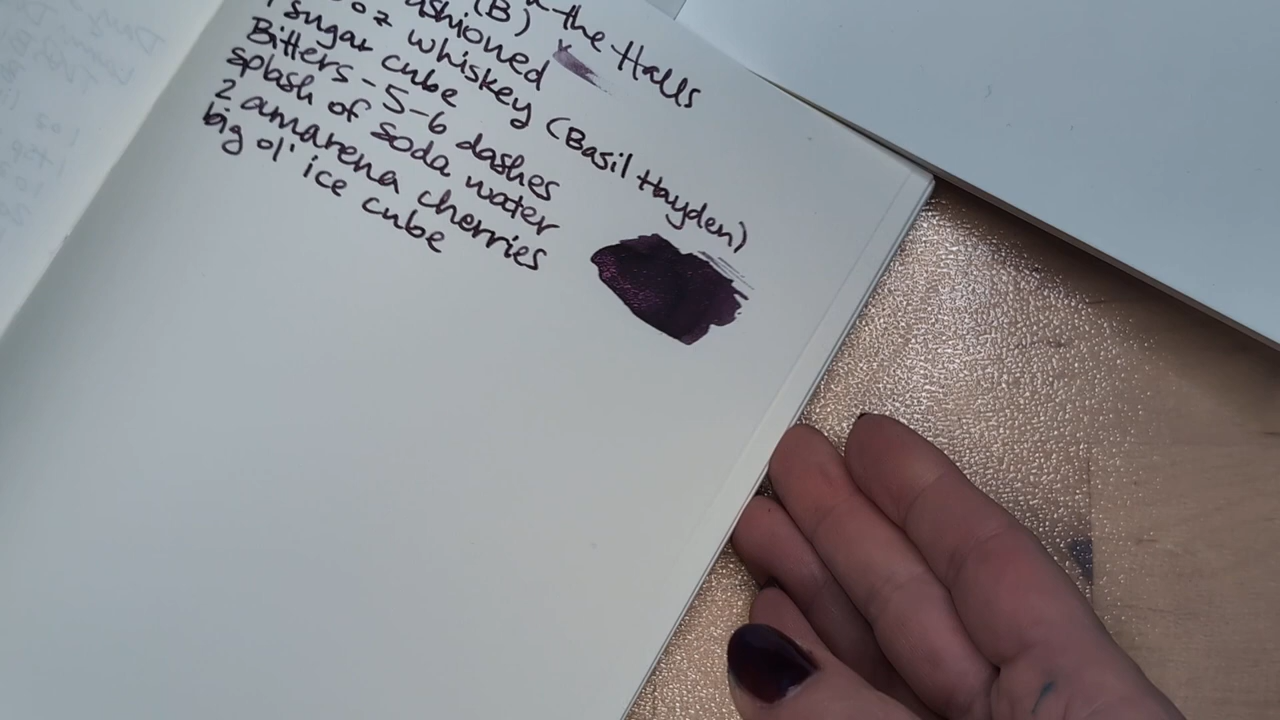 the Halls
(B)
ashioned
oz whiskey (Basil Hayden)
1 sugar cube
Bitters - 5-6 dashes
splash of soda water
2 amarena cherries
big ol' ice cube